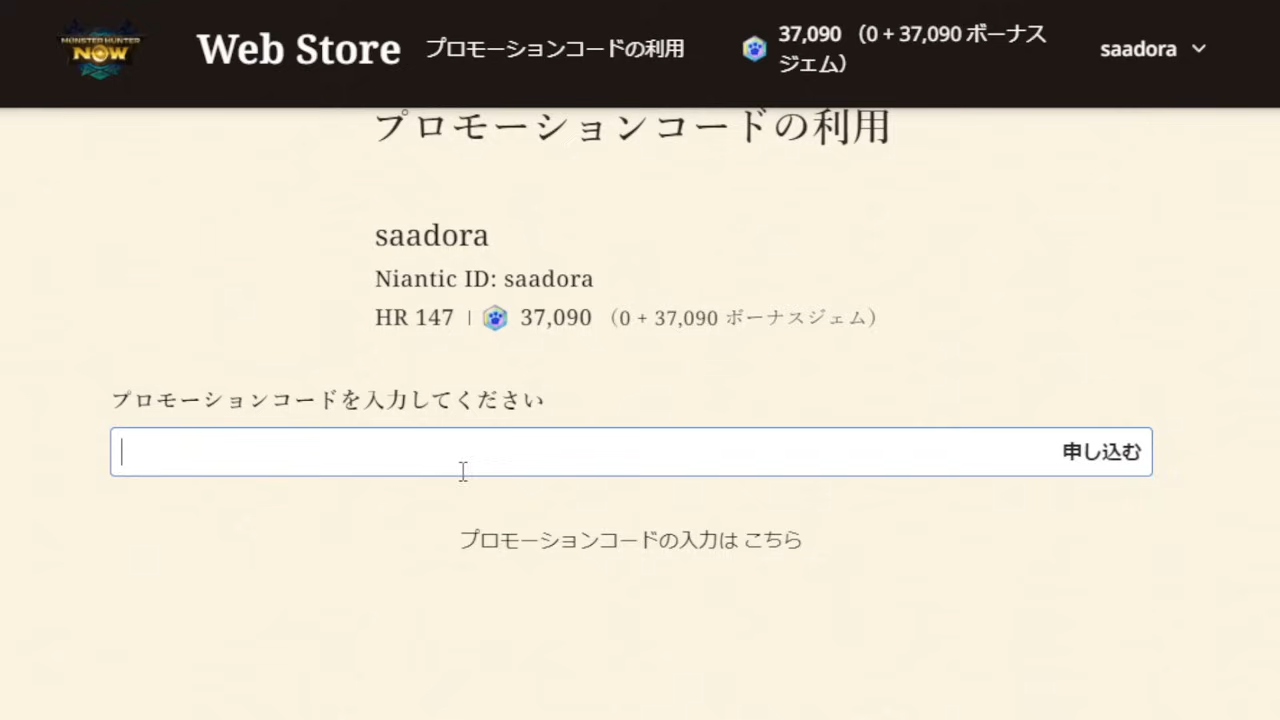 MONSTER HUNTER
NOW
Web Store
プロモーションコードの利用
37,090 （0 + 37,090 ボーナス
ジェム）
saadora
プロモーションコードの利用
saadora
Niantic ID: saadora
HR 147 | 37,090 （0 + 37,090 ボーナスジェム）
プロモーションコードを入力してください
申し込む
プロモーションコードの入力は こちら